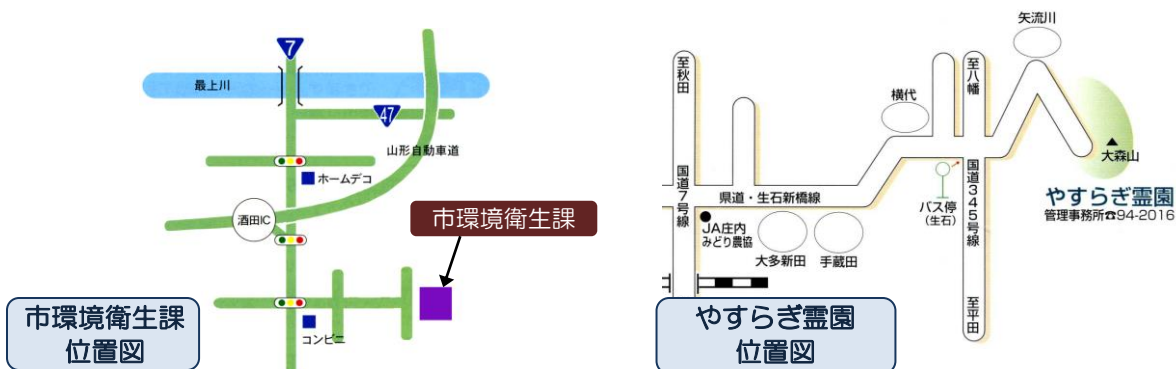 7
最上川
47
山形自動車道
ホームデコ
酒田IC
市環境衛生課
コンビニ
市環境衛生課
位置図
矢流川
至秋田
至八幡
横代
大森山
国道7号線
県道・生石新橋線
バス停
(生石)
国道345号線
やすらぎ霊園
管理事務所☎94-2016
JA庄内
みどり農協
大多新田
手蔵田
至平田
やすらぎ霊園
位置図